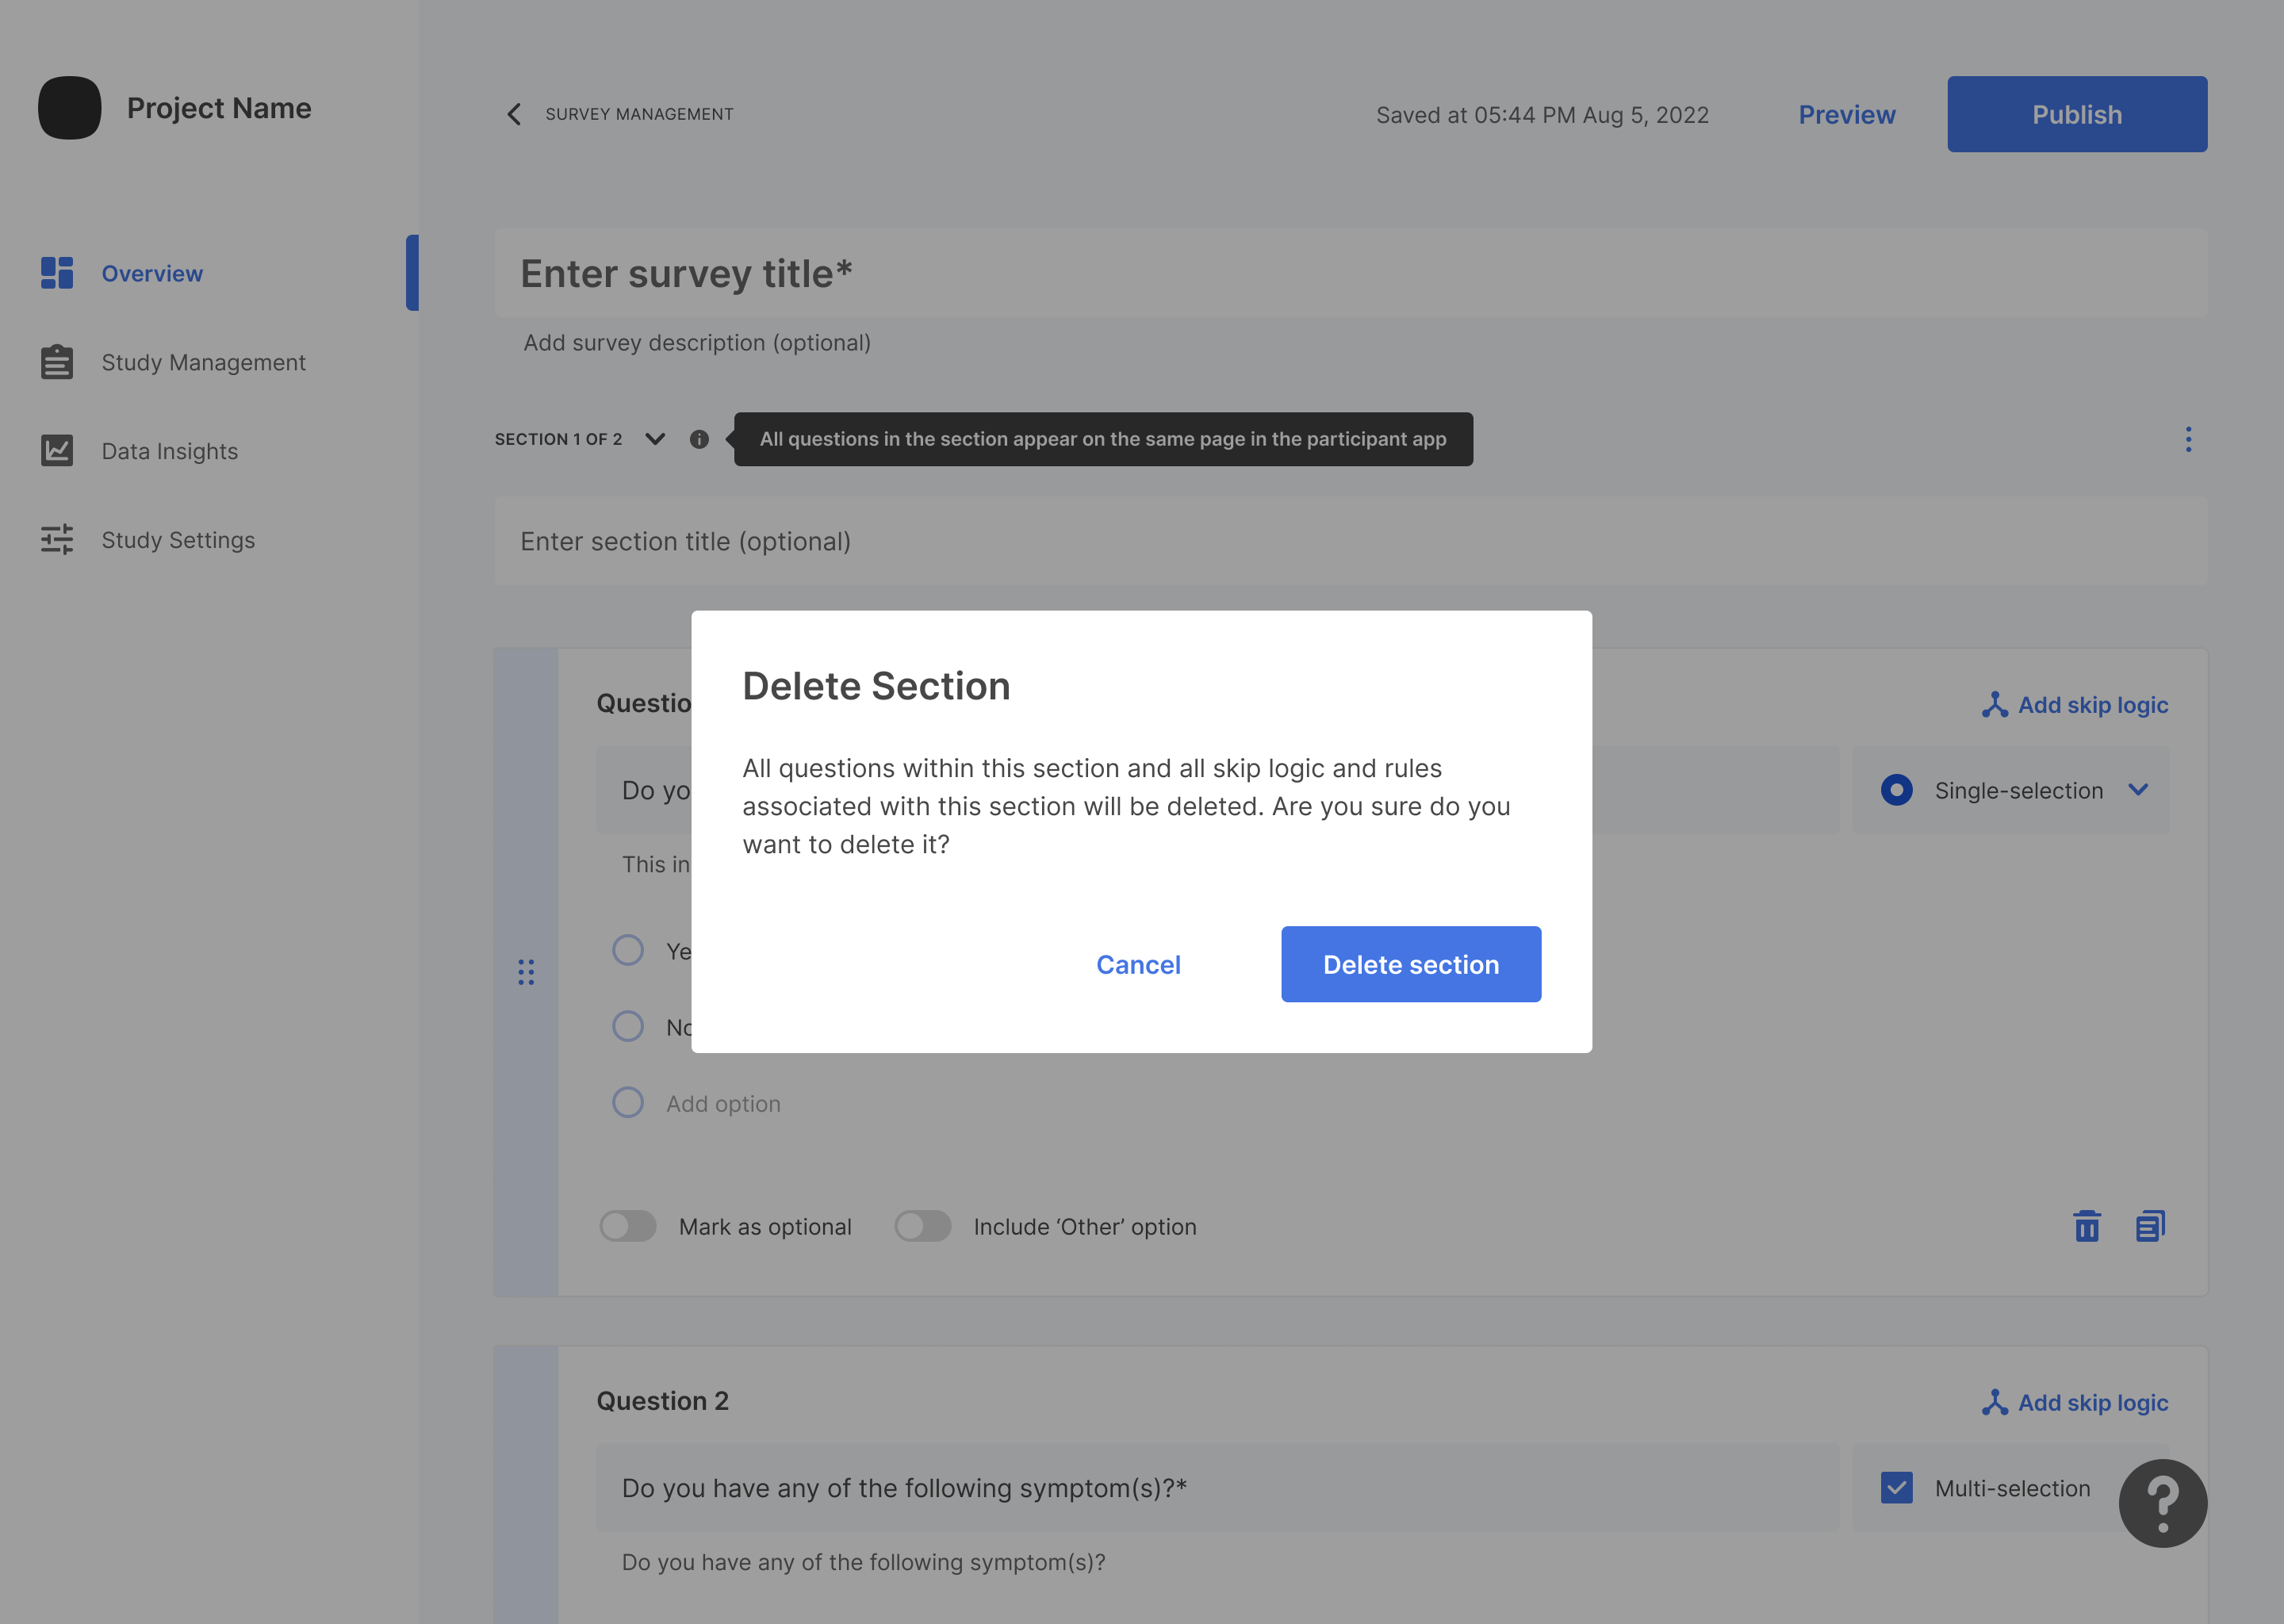 Project Name
SURVEY MANAGEMENT
Saved at 05:44 PM Aug 5, 2022
Preview
Publish
Overview
Study Management
Data Insights
Study Settings
Enter survey title*
Add survey description (optional)
SECTION 1 OF 2
All questions in the section appear on the same page in the participant app
Enter section title (optional)
Add skip logic
Do
Single-selection
This
Delete Section
All questions within this section and all skip logic and rules
associated with this section will be deleted. Are you sure do you
want to delete it?
Cancel
Delete section
Add option
Mark as optional
Include ‘Other’ option
Question 2
Add skip logic
Do you have any of the following symptom(s)?*
Multi-selection
?
Do you have any of the following symptom(s)?